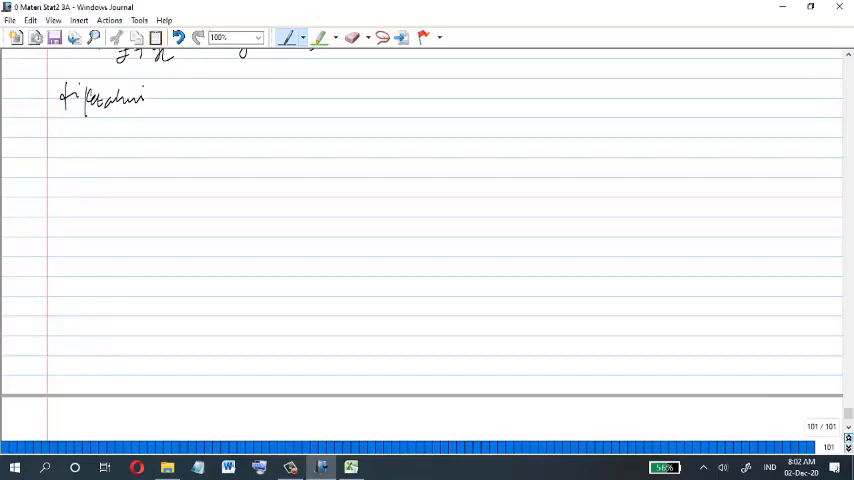 0 Materi Stat2 3A - Windows Journal
File Edit View Insert Actions Tools Help
100%
diketahui
101 / 101
101
56%
IND
8:02 AM
02-Dec-20